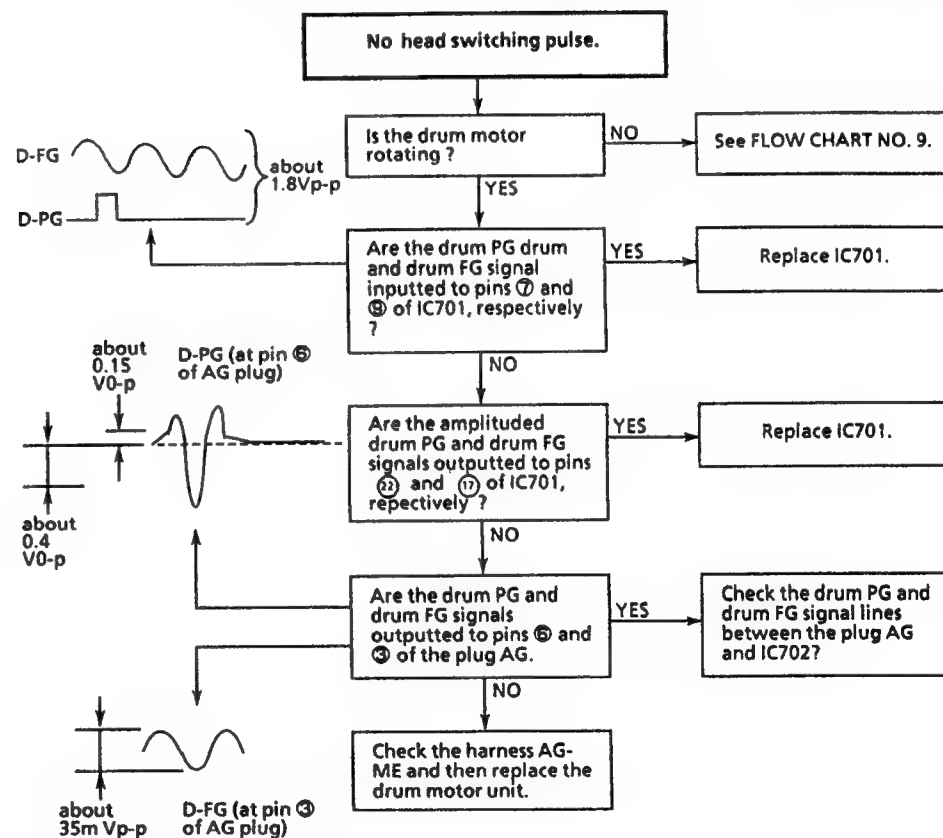 No head switching pulse.
Is the drum motor
rotating ?
NO
See FLOW CHART NO. 9.
YES
D-FG
D-PG
about
1.8Vp-p
Are the drum PG drum
and drum FG signal
inputted to pins ⑦ and
⑨ of IC701, respectively
?
YES
Replace IC701.
NO
about
0.15
V0-p
D-PG (at pin ⑥
of AG plug)
about
0.4
V0-p
Are the amplituded
drum PG and drum FG
signals outputted to pins
㉒ and ⑰ of IC701,
repectively ?
YES
Replace IC701.
NO
Are the drum PG and
drum FG signals
outputted to pins ⑥ and
③ of the plug AG.
YES
Check the drum PG and
drum FG signal lines
between the plug AG
and IC702?
NO
Check the harness AG-
ME and then replace the
drum motor unit.
about
35m Vp-p
D-FG (at pin ③
of AG plug)